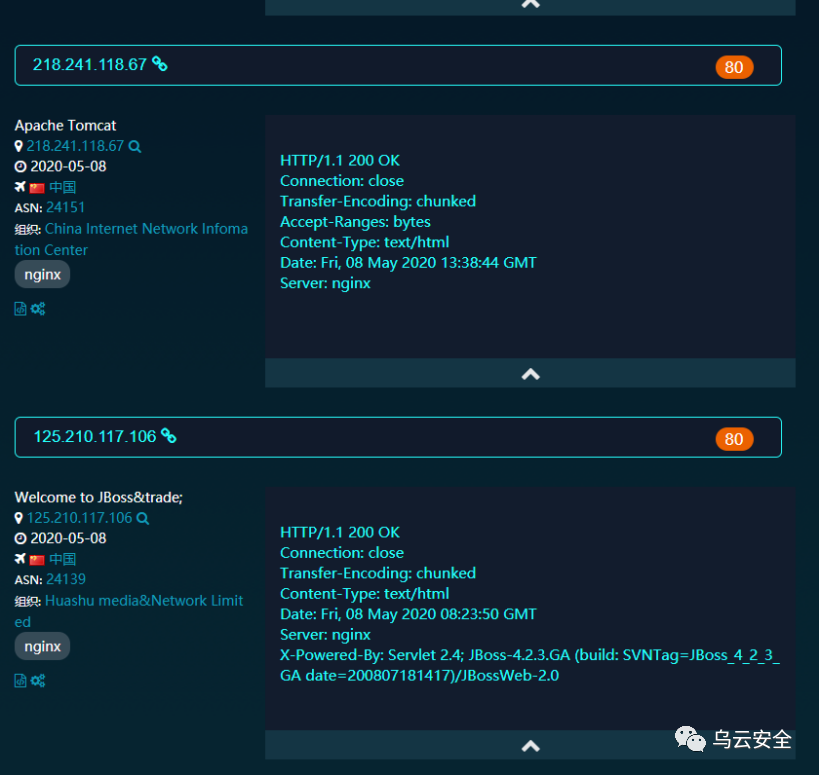 218.241.118.67
80
Apache Tomcat
218.241.118.67
2020-05-08
中国
ASN: 24151
组织: China Internet Network Infoma
tion Center
nginx
HTTP/1.1 200 OK
Connection: close
Transfer-Encoding: chunked
Accept-Ranges: bytes
Content-Type: text/html
Date: Fri, 08 May 2020 13:38:44 GMT
Server: nginx
125.210.117.106
80
Welcome to JBoss&trade;
125.210.117.106
2020-05-08
中国
ASN: 24139
组织: Huashu media&Network Limit
ed
nginx
HTTP/1.1 200 OK
Connection: close
Transfer-Encoding: chunked
Content-Type: text/html
Date: Fri, 08 May 2020 08:23:50 GMT
Server: nginx
X-Powered-By: Servlet 2.4; JBoss-4.2.3.GA (build: SVNTag=JBoss_4_2_3_
GA date=200807181417)/JBossWeb-2.0
乌云安全